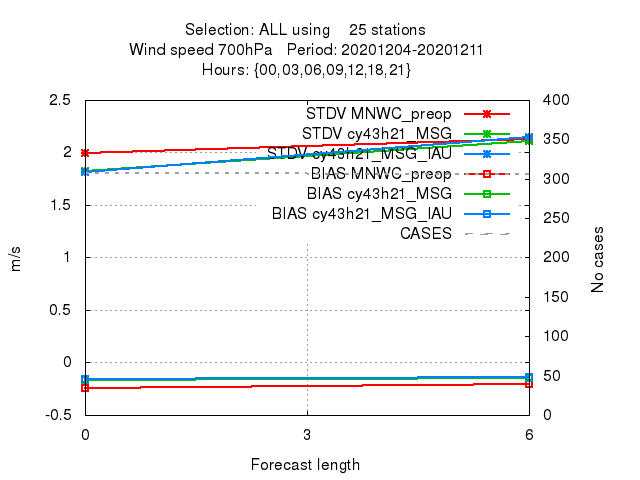 Selection: ALL using 25 stations
Wind speed 700hPa Period: 20201204-20201211
Hours: {00,03,06,09,12,18,21}
2.5
2
1.5
1
0.5
0
-0.5
400
350
300
250
200
150
100
50
0
STDV MNWC_preop
STDV cy43h21_MSG
STDV cy43h21_MSG_IAU
BIAS MNWC_preop
BIAS cy43h21_MSG
BIAS cy43h21_MSG_IAU
CASES
m/s
No cases
0 3 6
Forecast length